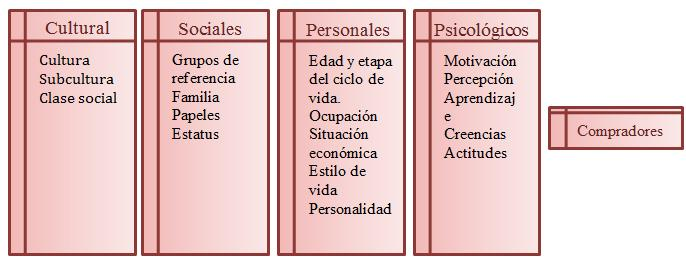 Cultural
Cultura
Subcultura
Clase social
Sociales
Grupos de
referencia
Familia
Papeles
Estatus
Personales
Edad y etapa
del ciclo de
vida.
Ocupación
Situación
económica
Estilo de
vida
Personalidad
Psicológicos
Motivación
Percepción
Aprendizaj
e
Creencias
Actitudes
Compradores